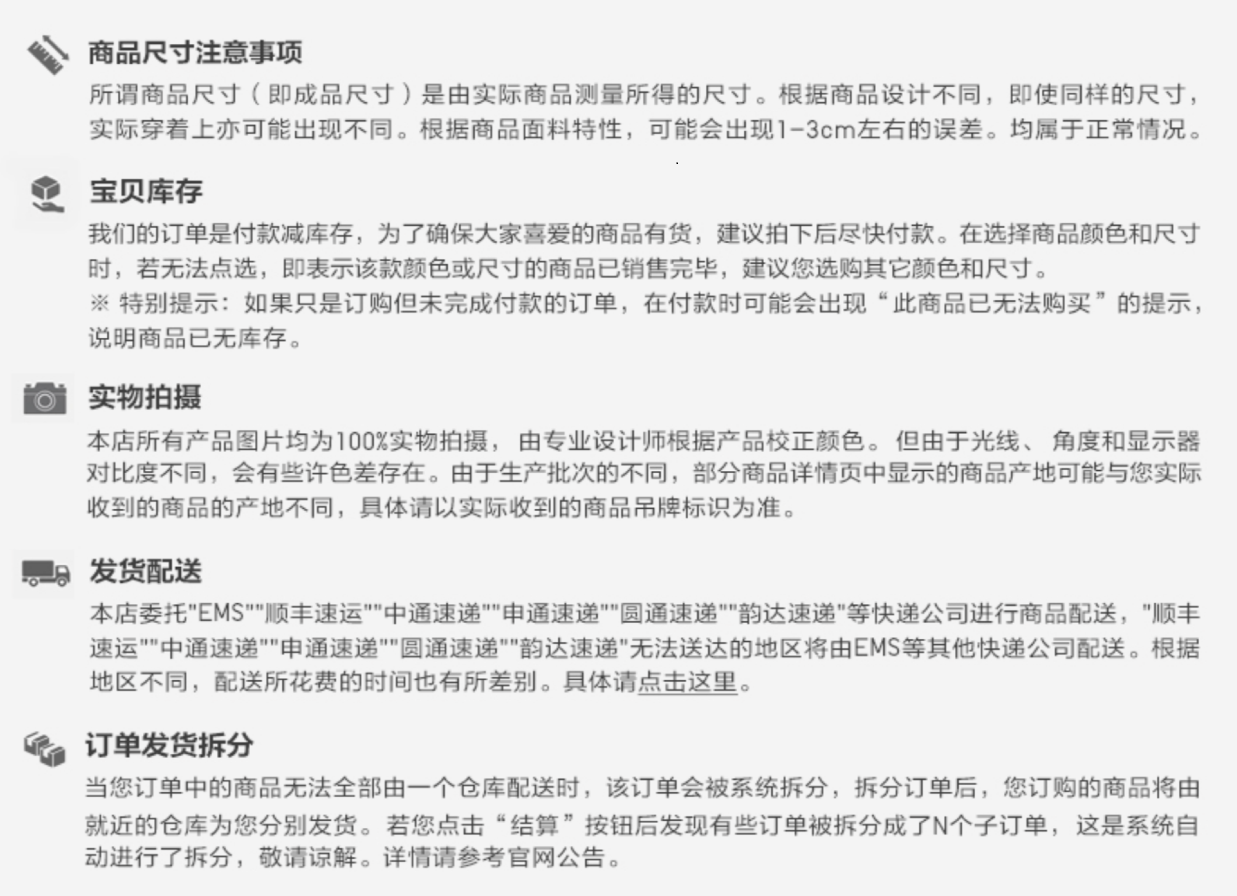 商品尺寸注意事项
所谓商品尺寸（即成品尺寸）是由实际商品测量所得的尺寸。根据商品设计不同，即使同样的尺寸，
实际穿着上亦可能出现不同。根据商品面料特性，可能会出现1-3cm左右的误差。均属于正常情况。
宝贝库存
我们的订单是付款减库存，为了确保大家喜爱的商品有货，建议拍下后尽快付款。在选择商品颜色和尺寸
时，若无法点选，即表示该款颜色或尺寸的商品已销售完毕，建议您选购其它颜色和尺寸。
※ 特别提示：如果只是订购但未完成付款的订单，在付款时可能会出现“此商品已无法购买”的提示，
说明商品已无库存。
实物拍摄
本店所有产品图片均为100%实物拍摄， 由专业设计师根据产品校正颜色。但由于光线、 角度和显示器
对比度不同，会有些许色差存在。由于生产批次的不同，部分商品详情页中显示的商品产地可能与您实际
收到的商品的产地不同，具体请以实际收到的商品吊牌标识为准。
发货配送
本店委托"EMS""顺丰速运""中通速递""申通速递""圆通速递""韵达速递"等快递公司进行商品配送，"顺丰
速运""中通速递""申通速递""圆通速递""韵达速递"无法送达的地区将由EMS等其他快递公司配送。根据
地区不同，配送所花费的时间也有所差别。具体请点击这里。
订单发货拆分
当您订单中的商品无法全部由一个仓库配送时，该订单会被系统拆分，拆分订单后，您订购的商品将由
就近的仓库为您分别发货。若您点击“结算”按钮后发现有些订单被拆分成了N个子订单，这是系统自
动进行了拆分，敬请谅解。详情请参考官网公告。